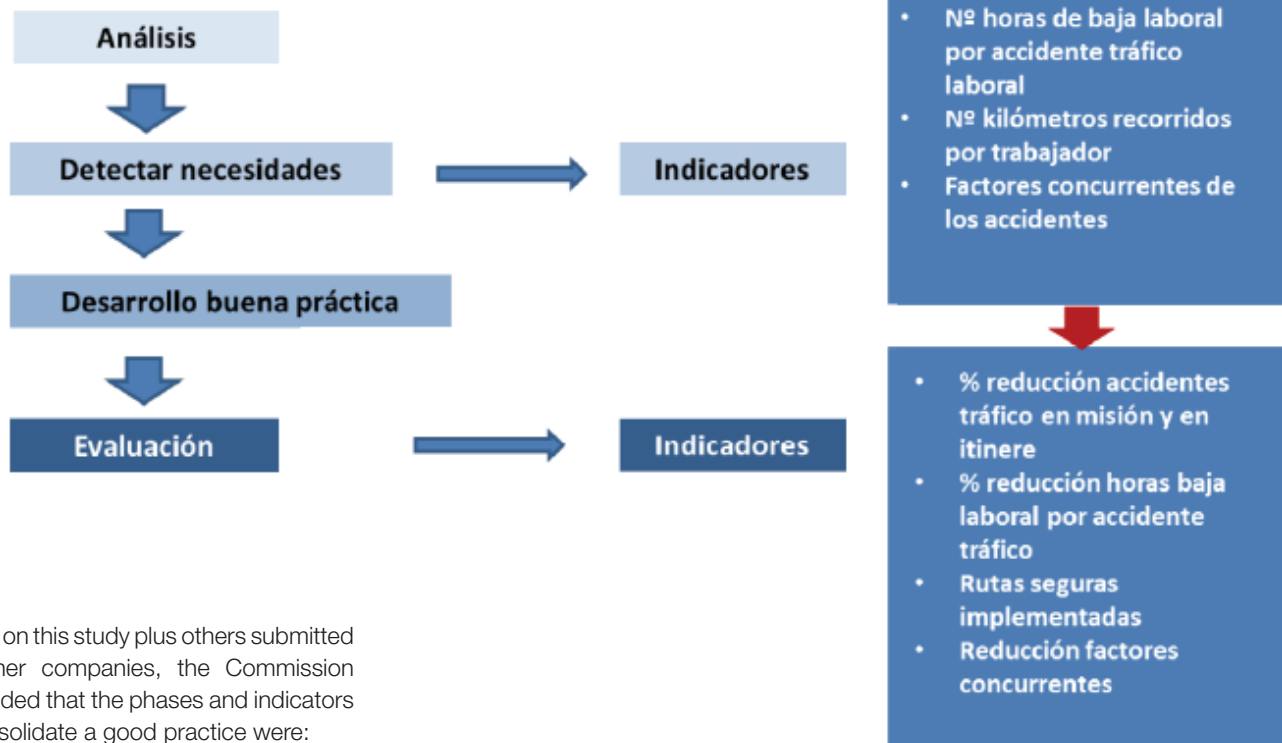 Análisis
Detectar necesidades
Indicadores
Desarrollo buena práctica
Evaluación
Indicadores
• Nº horas de baja laboral
por accidente tráfico
laboral
• Nº kilómetros recorridos
por trabajador
• Factores concurrentes de
los accidentes
• % reducción accidentes
tráfico en misión y en
itinere
• % reducción horas baja
laboral por accidente
tráfico
• Rutas seguras
implementadas
• Reducción factores
concurrentes
on this study plus others submitted
companies, the Commission
that the phases and indicators
a good practice were: